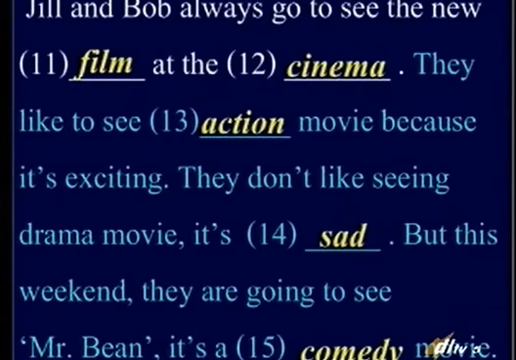 Jill and Bob always go to see the new
(11) film at the (12) cinema . They
like to see (13) action movie because
it's exciting. They don't like seeing
drama movie, it's (14) sad . But this
weekend, they are going to see
'Mr. Bean', it's a (15) comedy movie.